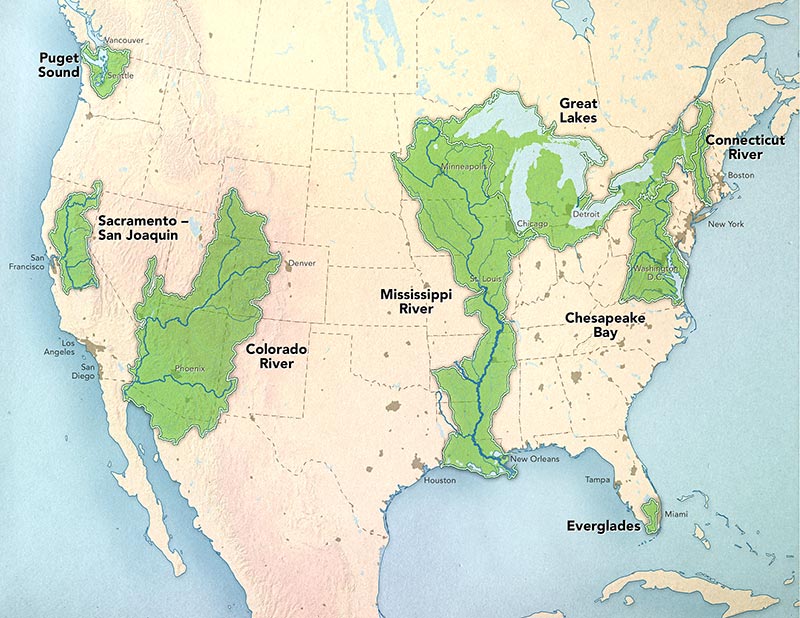 Vancouver
Puget
Sound
Seattle
Great
Lakes
Connecticut
River
Minneapolis
Boston
Sacramento –
San Joaquin
Detroit
Chicago
New York
San
Francisco
Denver
Washington
D.C.
St. Louis
Mississippi
River
Chesapeake
Bay
Los
Angeles
Colorado
River
San
Diego
Phoenix
New Orleans
Houston
Tampa
Miami
Everglades